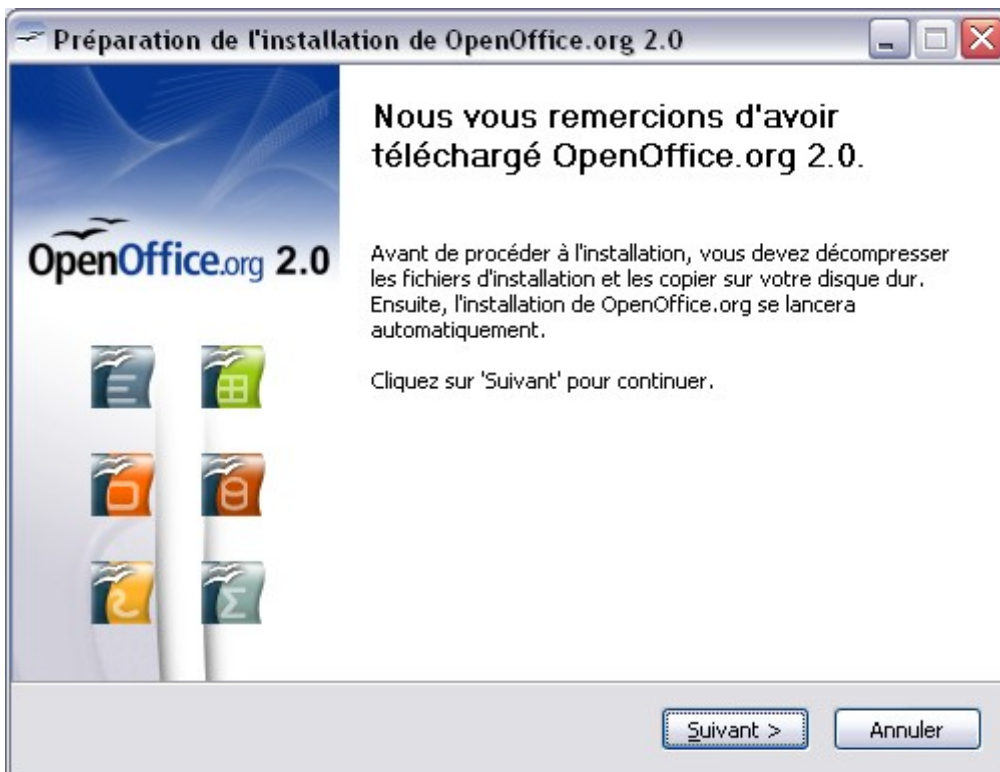 Préparation de l'installation de OpenOffice.org 2.0
Nous vous remercions d'avoir
téléchargé OpenOffice.org 2.0.
OpenOffice.org 2.0
Avant de procéder à l'installation, vous devez décompresser
les fichiers d'installation et les copier sur votre disque dur.
Ensuite, l'installation de OpenOffice.org se lancera
automatiquement.
Cliquez sur 'Suivant' pour continuer.
Suivant >
Annuler